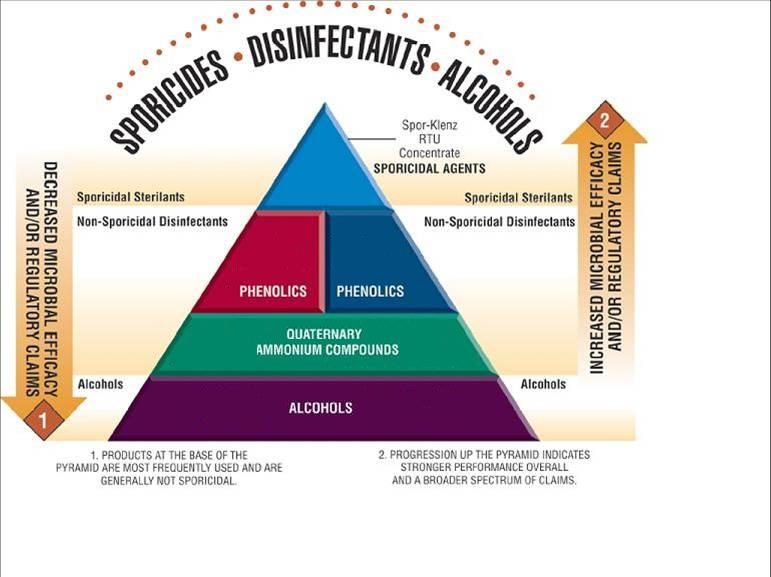 SPORICIDES • DISINFECTANTS • ALCOHOLS
2
Spor-Klenz
RTU
Concentrate
SPORICIDAL AGENTS
DECREASED MICROBIAL EFFICACY
AND/OR REGULATORY CLAIMS
INCREASED MICROBIAL EFFICACY
AND/OR REGULATORY CLAIMS
Sporicidal Sterilants
Sporicidal Sterilants
Non-Sporicidal Disinfectants
Non-Sporicidal Disinfectants
PHENOLICS
PHENOLICS
QUATERNARY
AMMONIUM COMPOUNDS
Alcohols
Alcohols
ALCOHOLS
1
1. PRODUCTS AT THE BASE OF THE
PYRAMID ARE MOST FREQUENTLY USED AND ARE
GENERALLY NOT SPORICIDAL.
2. PROGRESSION UP THE PYRAMID INDICATES
STRONGER PERFORMANCE OVERALL
AND A BROADER SPECTRUM OF CLAIMS.